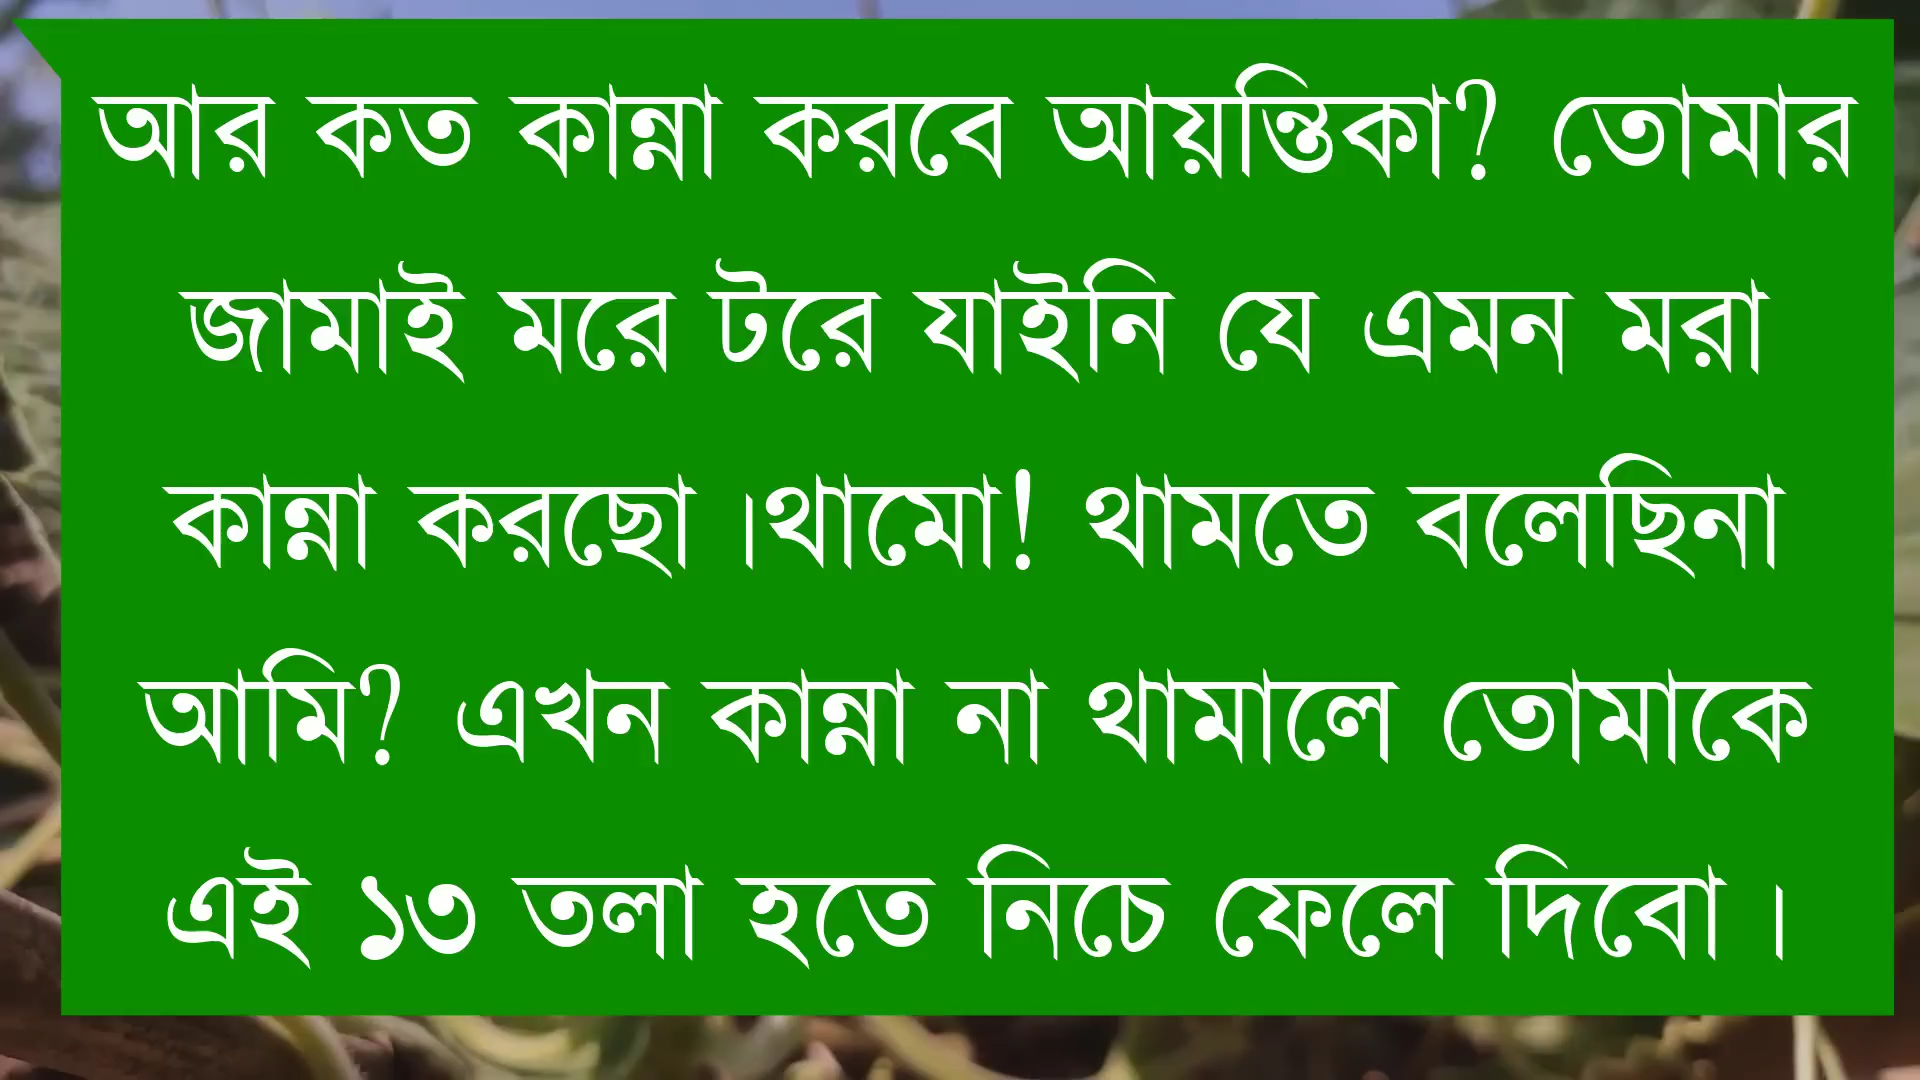 আর কত কান্না করবে আয়ন্তিকা? তোমার
জামাই মরে টরে যাইনি যে এমন মরা
কান্না করছো ।থামো! থামতে বলেছিনা
আমি? এখন কান্না না থামালে তোমাকে
এই ১৩ তলা হতে নিচে ফেলে দিবো ।